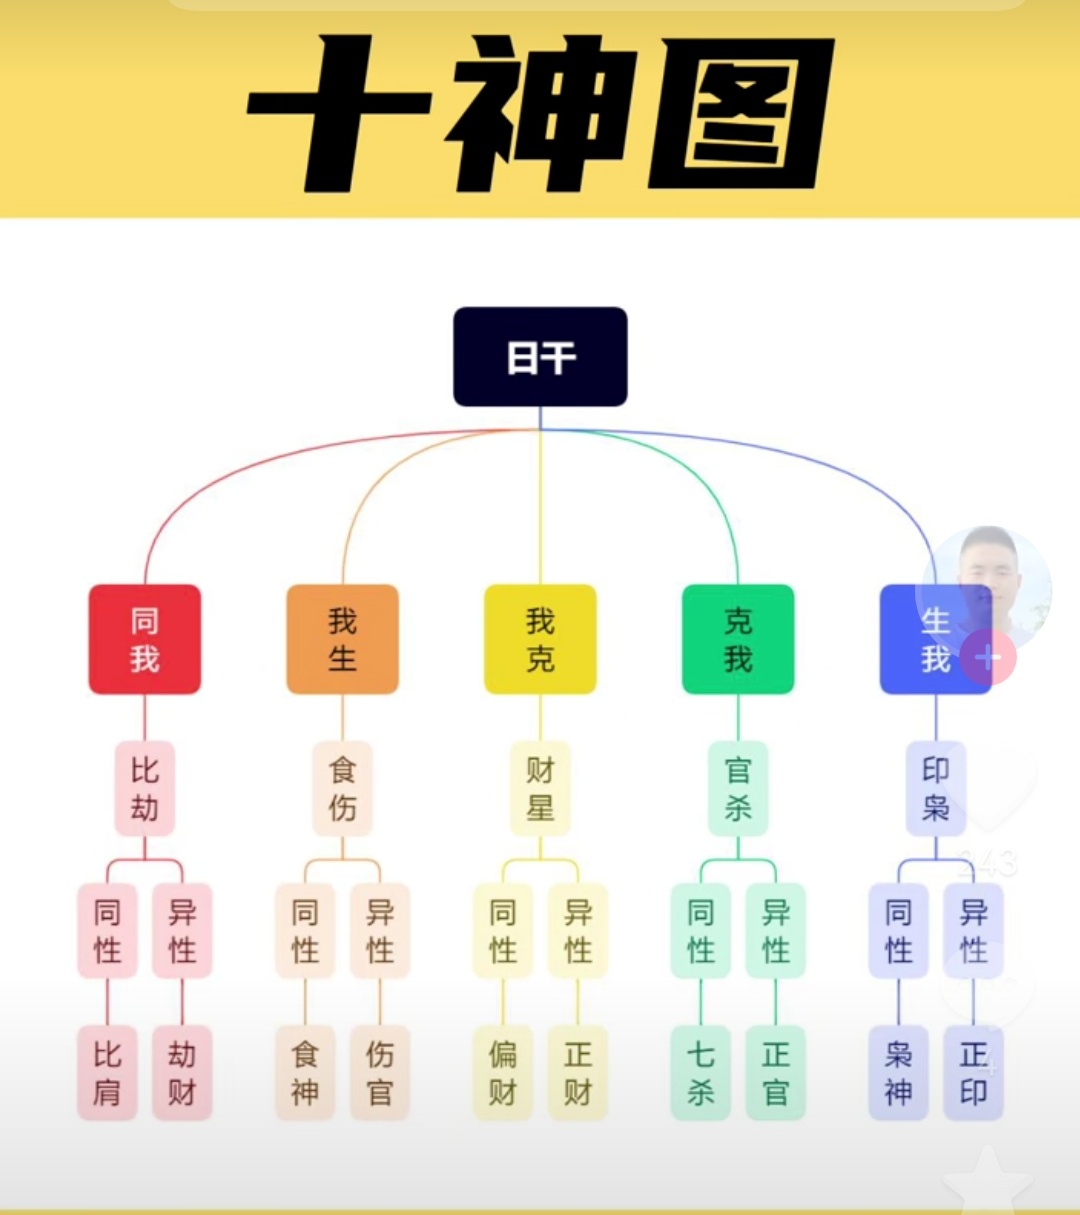 十神图
日干
同我
我生
我克
克我
生我
比劫
食伤
财星
官杀
印枭
同性
异性
同性
异性
同性
异性
同性
异性
同性
异性
比肩
劫财
食神
伤官
偏财
正财
七杀
正官
枭神
正印
243
4